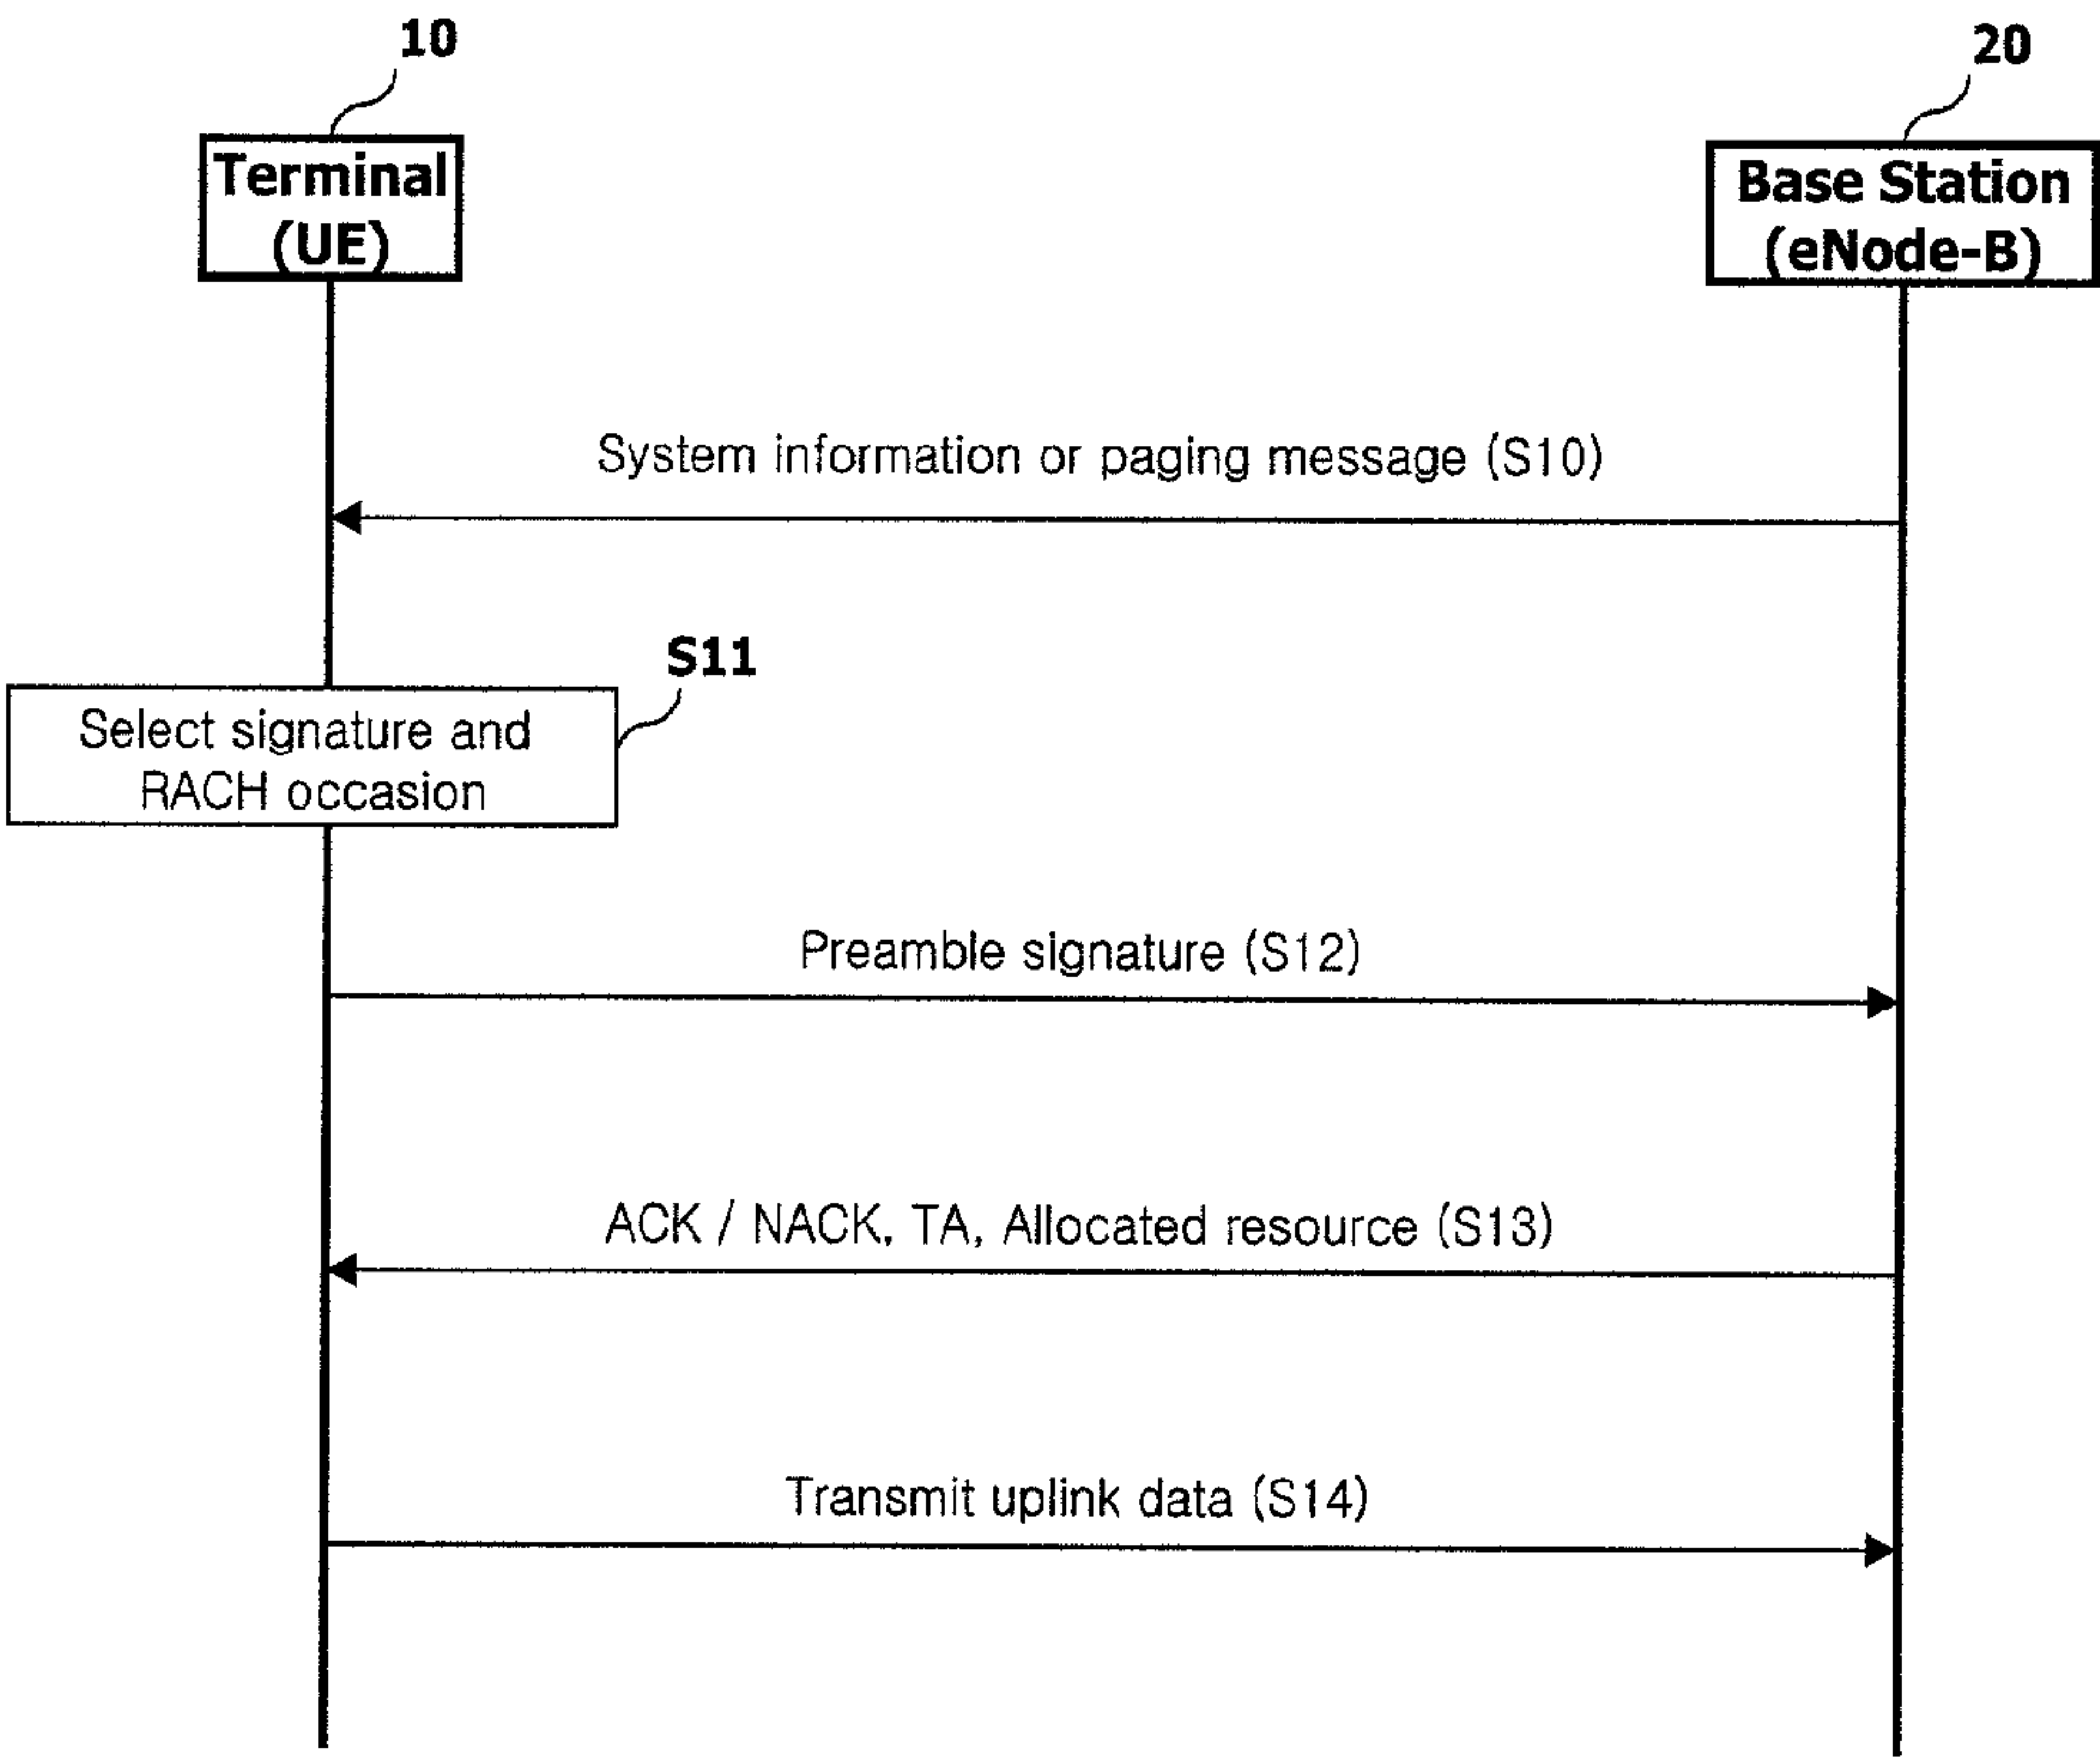 10
20
Terminal
(UE)
Base Station
(eNode-B)
System information or paging message (S10)
S11
Select signature and
RACH occasion
Preamble signature (S12)
ACK / NACK, TA, Allocated resource (S13)
Transmit uplink data (S14)